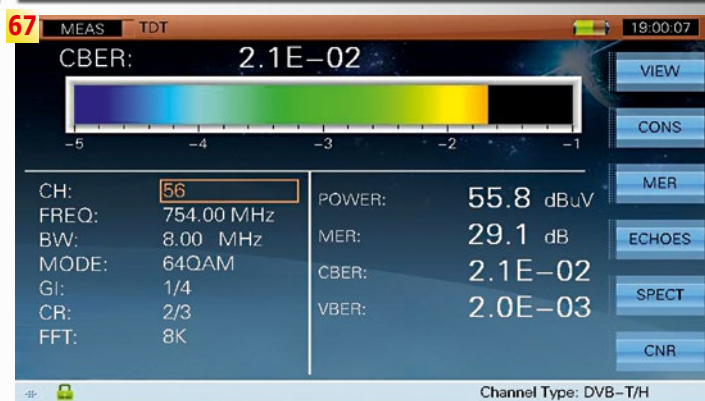 67
MEAS TDT 19:00:07
CBER: 2.1E–02
–5 –4 –3 –2 –1
CH: 56
FREQ: 754.00 MHz
BW: 8.00 MHz
MODE: 64QAM
GI: 1/4
CR: 2/3
FFT: 8K
POWER: 55.8 dBuV
MER: 29.1 dB
CBER: 2.1E–02
VBER: 2.0E–03
VIEW
CONS
MER
ECHOES
SPECT
CNR
Channel Type: DVB–T/H